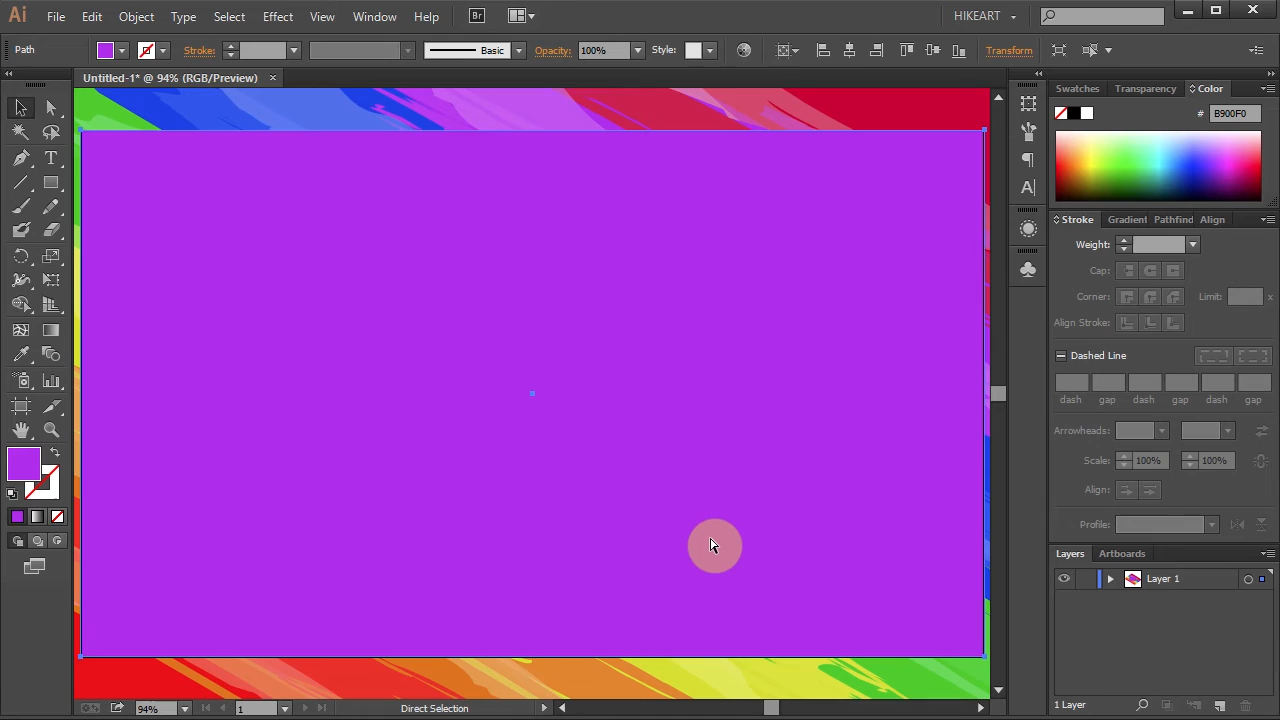 Ai File Edit Object Type Select Effect View Window Help Br HIKEART
Path Stroke: Basic Opacity: 100% Style: Transform
Untitled-1* @ 94% (RGB/Preview) ×
Swatches Transparency Color
# B900F0
Stroke Gradient Pathfind Align
Weight:
Cap:
Corner: Limit: x
Align Stroke:
Dashed Line
dash gap dash gap dash gap
Arrowheads:
Scale: 100% 100%
Align:
Profile:
Layers Artboards
Layer 1
1 Layer
94% 1 Direct Selection